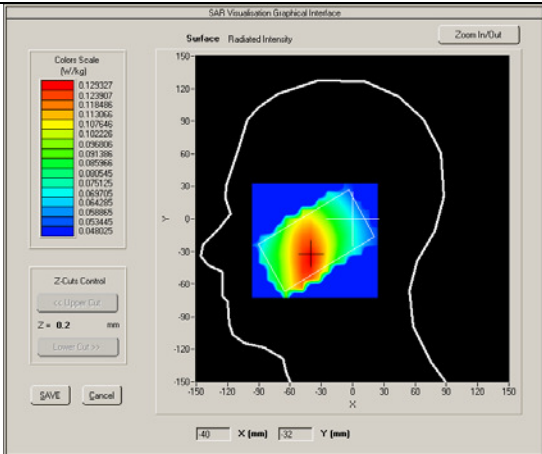 SAR Visualisation Graphical Interface
Surface Radiated Intensity
Zoom In/Out
Colors Scale
(W/kg)
0.129327
0.123907
0.118486
0.113066
0.107646
0.102226
0.096806
0.091386
0.085966
0.080545
0.075125
0.069705
0.064285
0.058865
0.053445
0.048025
Z-Cuts Control
<< Upper Cut
Z = 0.2 mm
Lower Cut >>
SAVE Cancel
150
120
90
60
30
0
-30
-60
-90
-120
-150
Y
-150 -120 -90 -60 -30 0 30 60 90 120 150
X
-40 X (mm) -32 Y (mm)